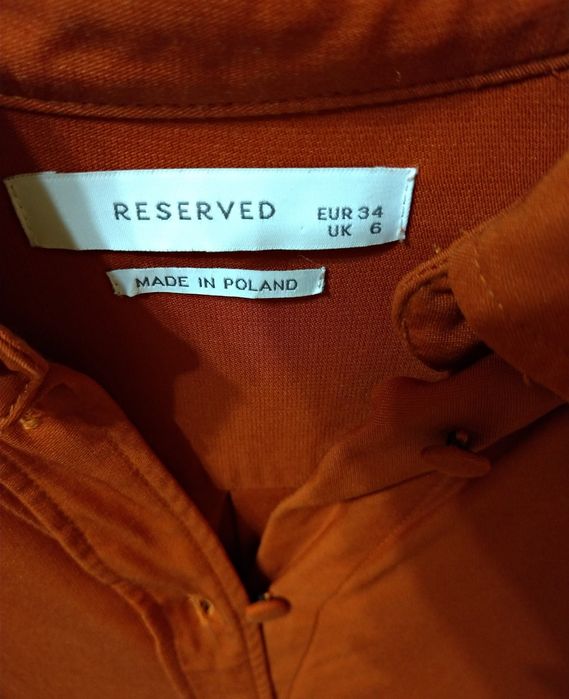 RESERVED
EUR 34
UK 6
MADE IN POLAND